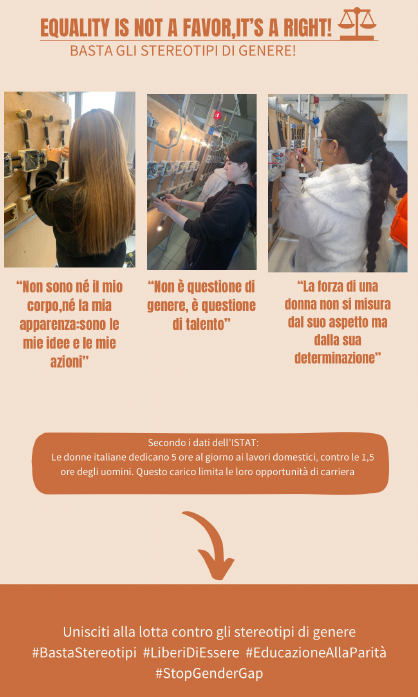 EQUALITY IS NOT A FAVOR,IT'S A RIGHT!
BASTA GLI STEREOTIPI DI GENERE!
“Non sono né il mio
corpo,né la mia
apparenza:sono le
mie idee e le mie
azioni”
“Non è questione di
genere, è questione
di talento”
“La forza di una
donna non si misura
dal suo aspetto ma
dalla sua
determinazione”
Secondo i dati dell'ISTAT:
Le donne italiane dedicano 5 ore al giorno ai lavori domestici, contro le 1,5
ore degli uomini. Questo carico limita le loro opportunità di carriera
Unisciti alla lotta contro gli stereotipi di genere
#BastaStereotipi #LiberiDiEssere #EducazioneAllaParità
#StopGenderGap